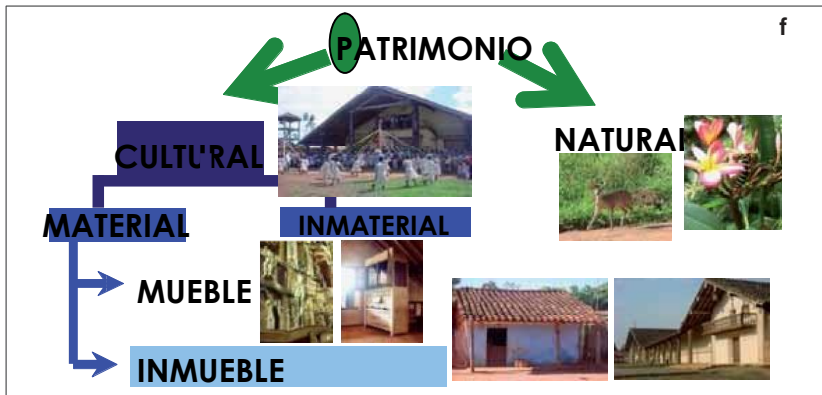 f
PATRIMONIO
CULTURAL
NATURAL
MATERIAL
INMATERIAL
MUEBLE
INMUEBLE